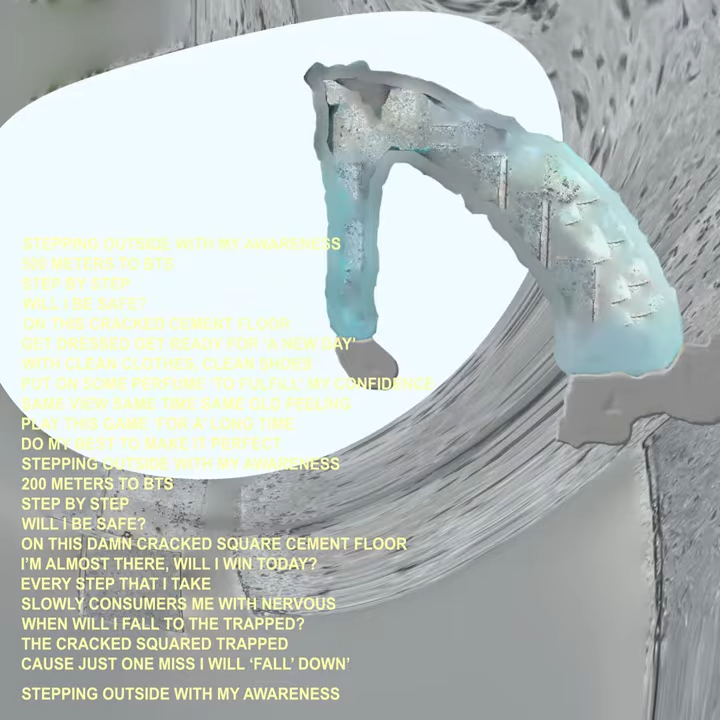 STEPPING OUTSIDE WITH MY AWARENESS
METERS TO BTS
STEP BY STEP
WILL I BE SAFE?
ON THIS CRACKED CEMENT FLOOR
GET DRESSED GET READY FOR 'A NEW DAY'
WITH CLEAN CLOTHES, CLEAN SHOES
PUT ON SOME PERFUME 'TO FULFILL' MY CONFIDENCE
SAME VIEW SAME TIME SAME OLD FEELING
PLAY THIS GAME 'FOR A' LONG TIME
DO MY BEST TO MAKE IT PERFECT
STEPPING OUTSIDE WITH MY AWARENESS
200 METERS TO BTS
STEP BY STEP
WILL I BE SAFE?
ON THIS DAMN CRACKED SQUARE CEMENT FLOOR
I'M ALMOST THERE, WILL I WIN TODAY?
EVERY STEP THAT I TAKE
SLOWLY CONSUMERS ME WITH NERVOUS
WHEN WILL I FALL TO THE TRAPPED?
THE CRACKED SQUARED TRAPPED
CAUSE JUST ONE MISS I WILL 'FALL' DOWN'
STEPPING OUTSIDE WITH MY AWARENESS